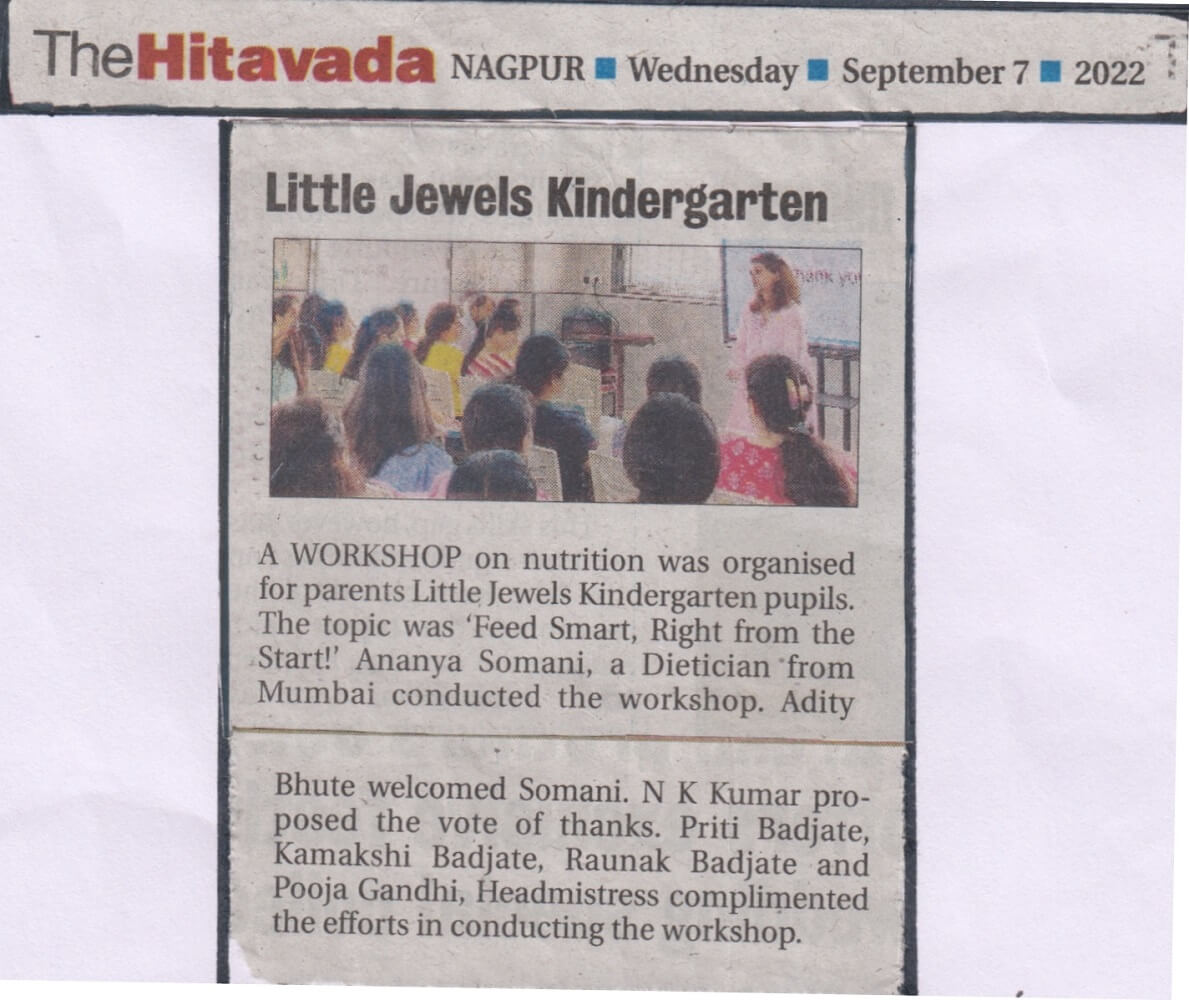 TheHitavada NAGPUR ■ Wednesday ■ September 7 ■ 2022
Little Jewels Kindergarten
hank you
A WORKSHOP on nutrition was organised
for parents Little Jewels Kindergarten pupils.
The topic was ‘Feed Smart, Right from the
Start!’ Ananya Somani, a Dietician from
Mumbai conducted the workshop. Adity
Bhute welcomed Somani. N K Kumar pro-
posed the vote of thanks. Priti Badjate,
Kamakshi Badjate, Raunak Badjate and
Pooja Gandhi, Headmistress complimented
the efforts in conducting the workshop.